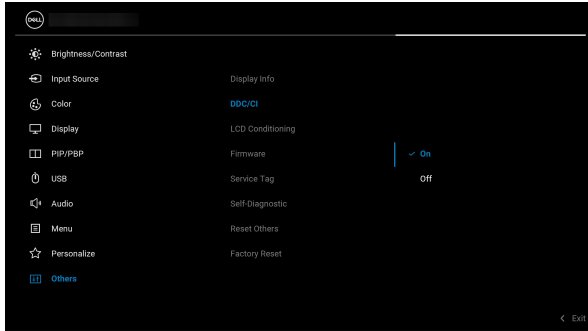 DELL
Brightness/Contrast
Input Source
Display Info
Color
DDC/CI
Display
LCD Conditioning
PIP/PBP
Firmware
On
USB
Service Tag
Off
Audio
Self-Diagnostic
Menu
Reset Others
Personalize
Factory Reset
Others
Exit